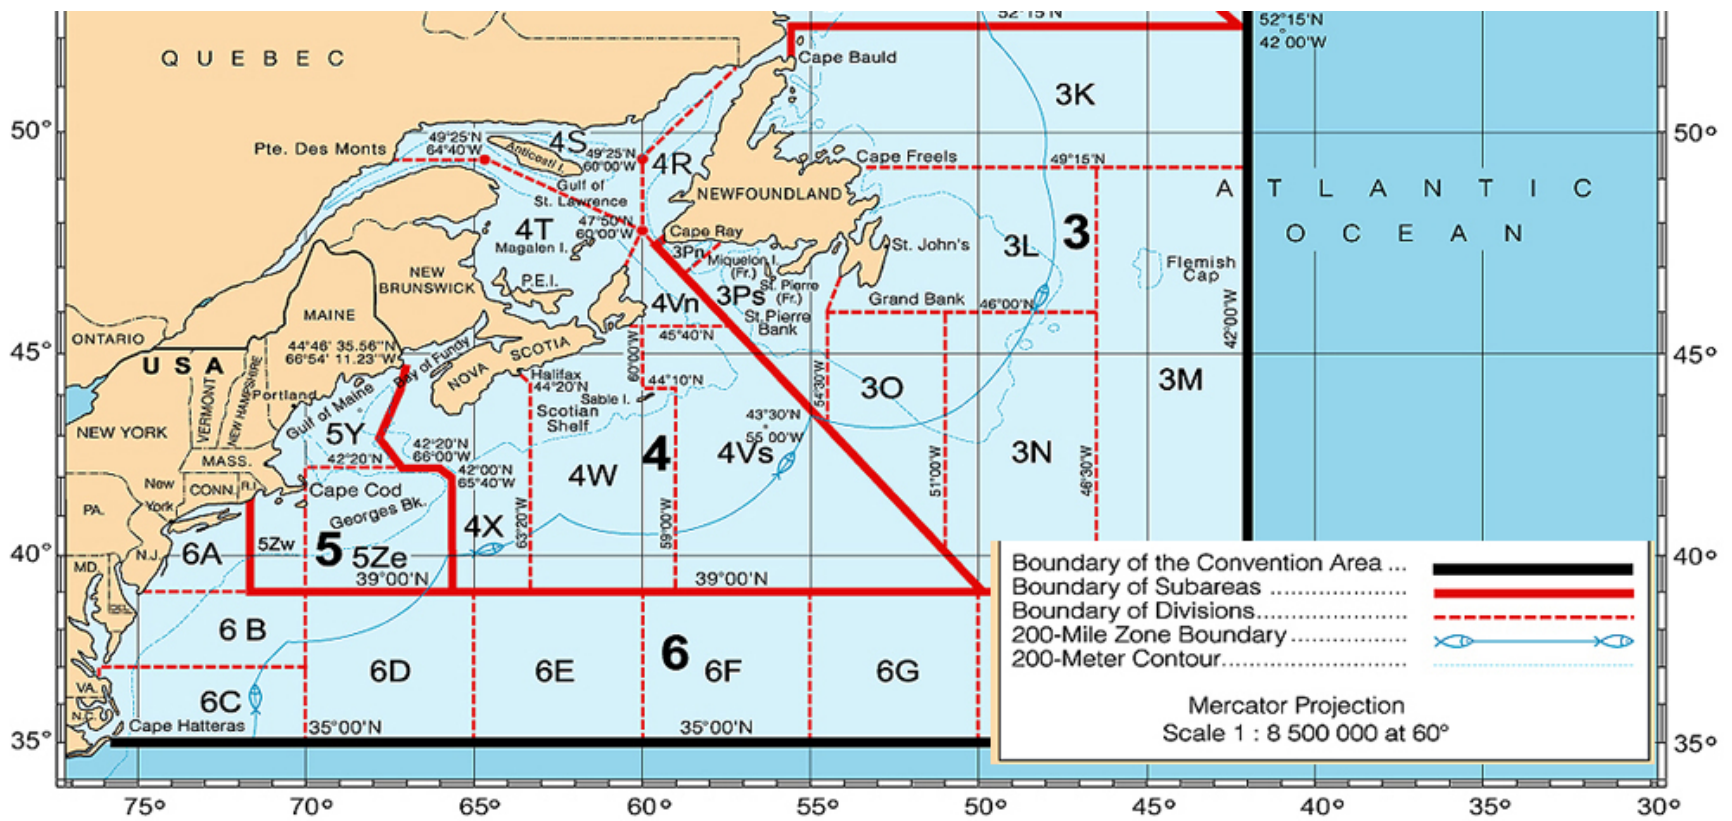 52°15'N
52°15'N
42°00'W
QUEBEC
Cape Bauld
3K
50°
50°
Pte. Des Monts
49°25'N
64°40'W
4S
Anticosti I.
49°25'N
60°00'W
4R
Cape Freels
49°15'N
Gulf of
St. Lawrence
NEWFOUNDLAND
ATLANTIC
OCEAN
4T
Magalen I.
47°50'N
60°00'W
Cape Ray
3Pn
Miquelon I.
(Fr.)
St. John's
3L
3
Flemish
Cap
NEW
BRUNSWICK
P.E.I.
4Vn
3Ps
St. Pierre
(Fr.)
St. Pierre
Bank
Grand Bank
46°00'N
42°00'W
MAINE
ONTARIO
44°46' 35.56"N
66°54' 11.23"W
45°40'N
45°
45°
USA
Bay of Fundy
NOVA
SCOTIA
60°00'W
VERMONT
NEW HAMPSHIRE
Portland
Gulf of Maine
Halifax
44°20'N
44°10'N
Sable I.
54°30'W
3O
3M
Scotian
Shelf
43°30'N
55°00'W
NEW YORK
5Y
42°20'N
42°20'N
66°00'W
4
4Vs
3N
MASS.
42°00'N
65°40'W
4W
51°00'W
46°30'W
New
York
CONN.
R.I.
Cape Cod
Georges Bk.
PA.
4X
63°20'W
59°00'W
40°
40°
N.J.
6A
5Zw
5
5Ze
MD.
39°00'N
39°00'N
6B
6
6D
6E
6F
6G
VA.
6C
N.C.
Cape Hatteras
35°00'N
35°00'N
35°
35°
Boundary of the Convention Area ...
Boundary of Subareas ......................
Boundary of Divisions.........................
200-Mile Zone Boundary ...................
200-Meter Contour..............................
Mercator Projection
Scale 1 : 8 500 000 at 60°
75°
70°
65°
60°
55°
50°
45°
40°
35°
30°